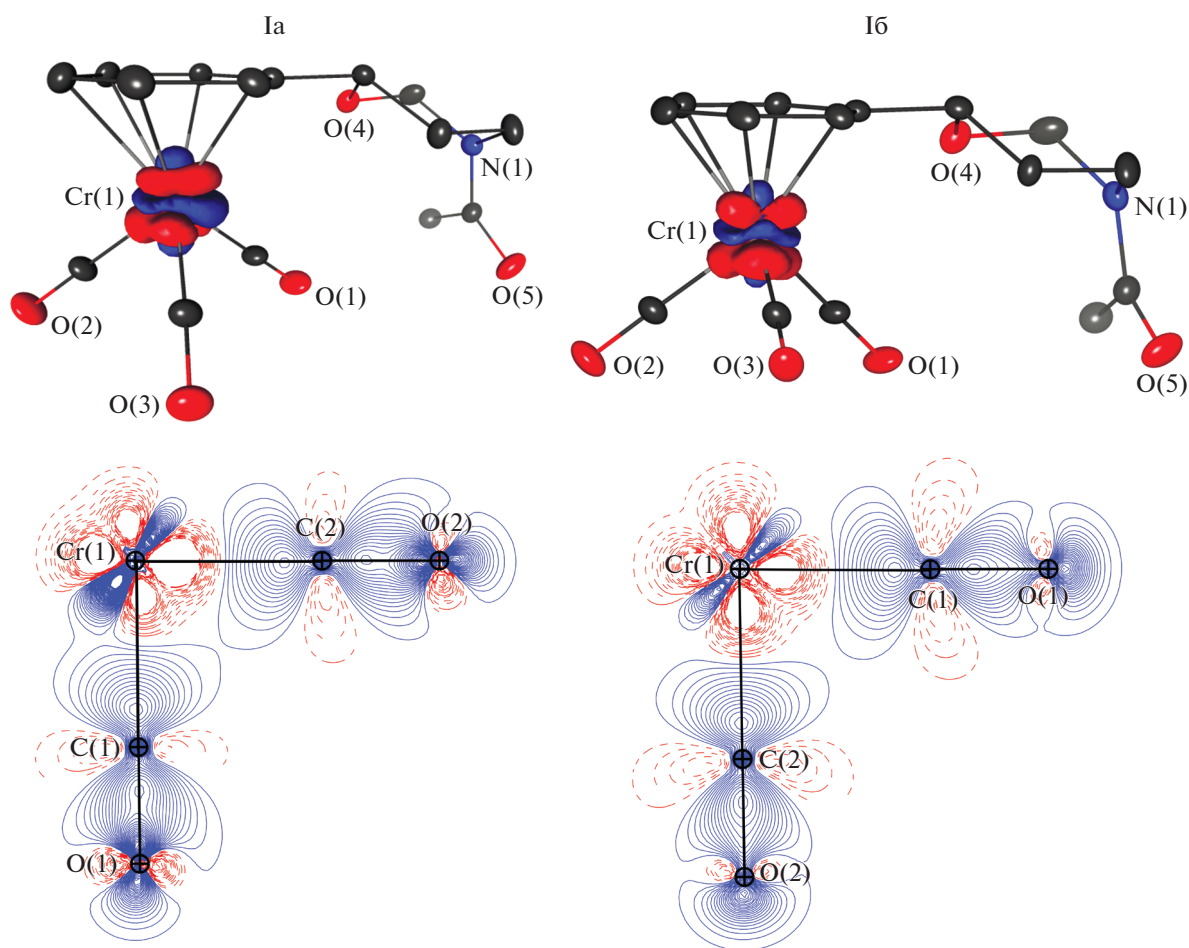 Iа
Iб
O(4)
N(1)
Cr(1)
O(1)
O(5)
O(2)
O(3)
O(4)
N(1)
Cr(1)
O(2)
O(3)
O(1)
O(5)
Cr(1)
C(2)
O(2)
C(1)
O(1)
Cr(1)
C(1)
O(1)
C(2)
O(2)